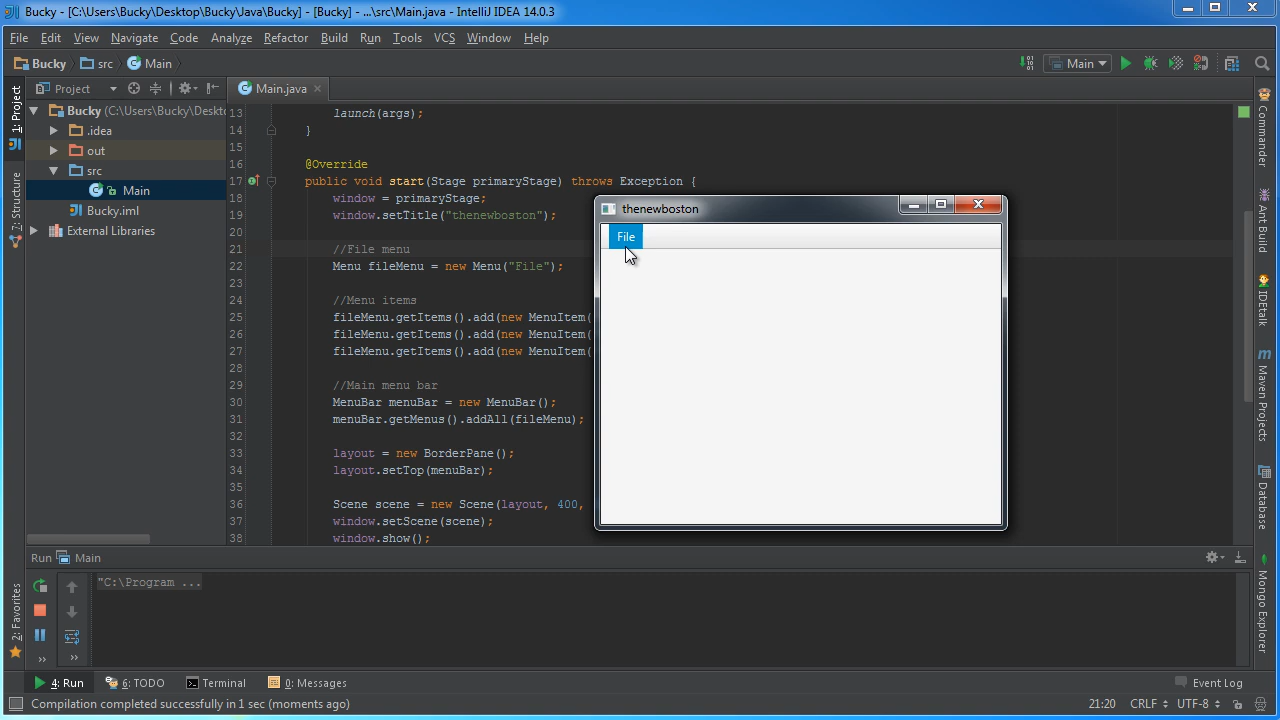 Bucky - [C:\Users\Bucky\Desktop\Bucky\Java\Bucky] - [Bucky] - ...\src\Main.java - IntelliJ IDEA 14.0.3
File Edit View Navigate Code Analyze Refactor Build Run Tools VCS Window Help
Bucky src Main Main
Project Main.java
1: Project
Bucky (C:\Users\Bucky\Deskto
.idea
out
src
Main
Bucky.iml
External Libraries
7: Structure
2: Favorites
13 launch(args);
14 }
15
16 @Override
17 public void start(Stage primaryStage) throws Exception {
18 window = primaryStage;
19 window.setTitle("thenewboston");
20
21 //File menu
22 Menu fileMenu = new Menu("File");
23
24 //Menu items
25 fileMenu.getItems().add(new MenuItem(
26 fileMenu.getItems().add(new MenuItem(
27 fileMenu.getItems().add(new MenuItem(
28
29 //Main menu bar
30 MenuBar menuBar = new MenuBar();
31 menuBar.getMenus().addAll(fileMenu);
32
33 layout = new BorderPane();
34 layout.setTop(menuBar);
35
36 Scene scene = new Scene(layout, 400,
37 window.setScene(scene);
38 window.show();
thenewboston
File
Commander
Ant Build
IDEtalk
Maven Projects
Database
Mongo Explorer
Run Main
"C:\Program ...
4: Run 6: TODO Terminal 0: Messages Event Log
Compilation completed successfully in 1 sec (moments ago) 21:20 CRLF UTF-8